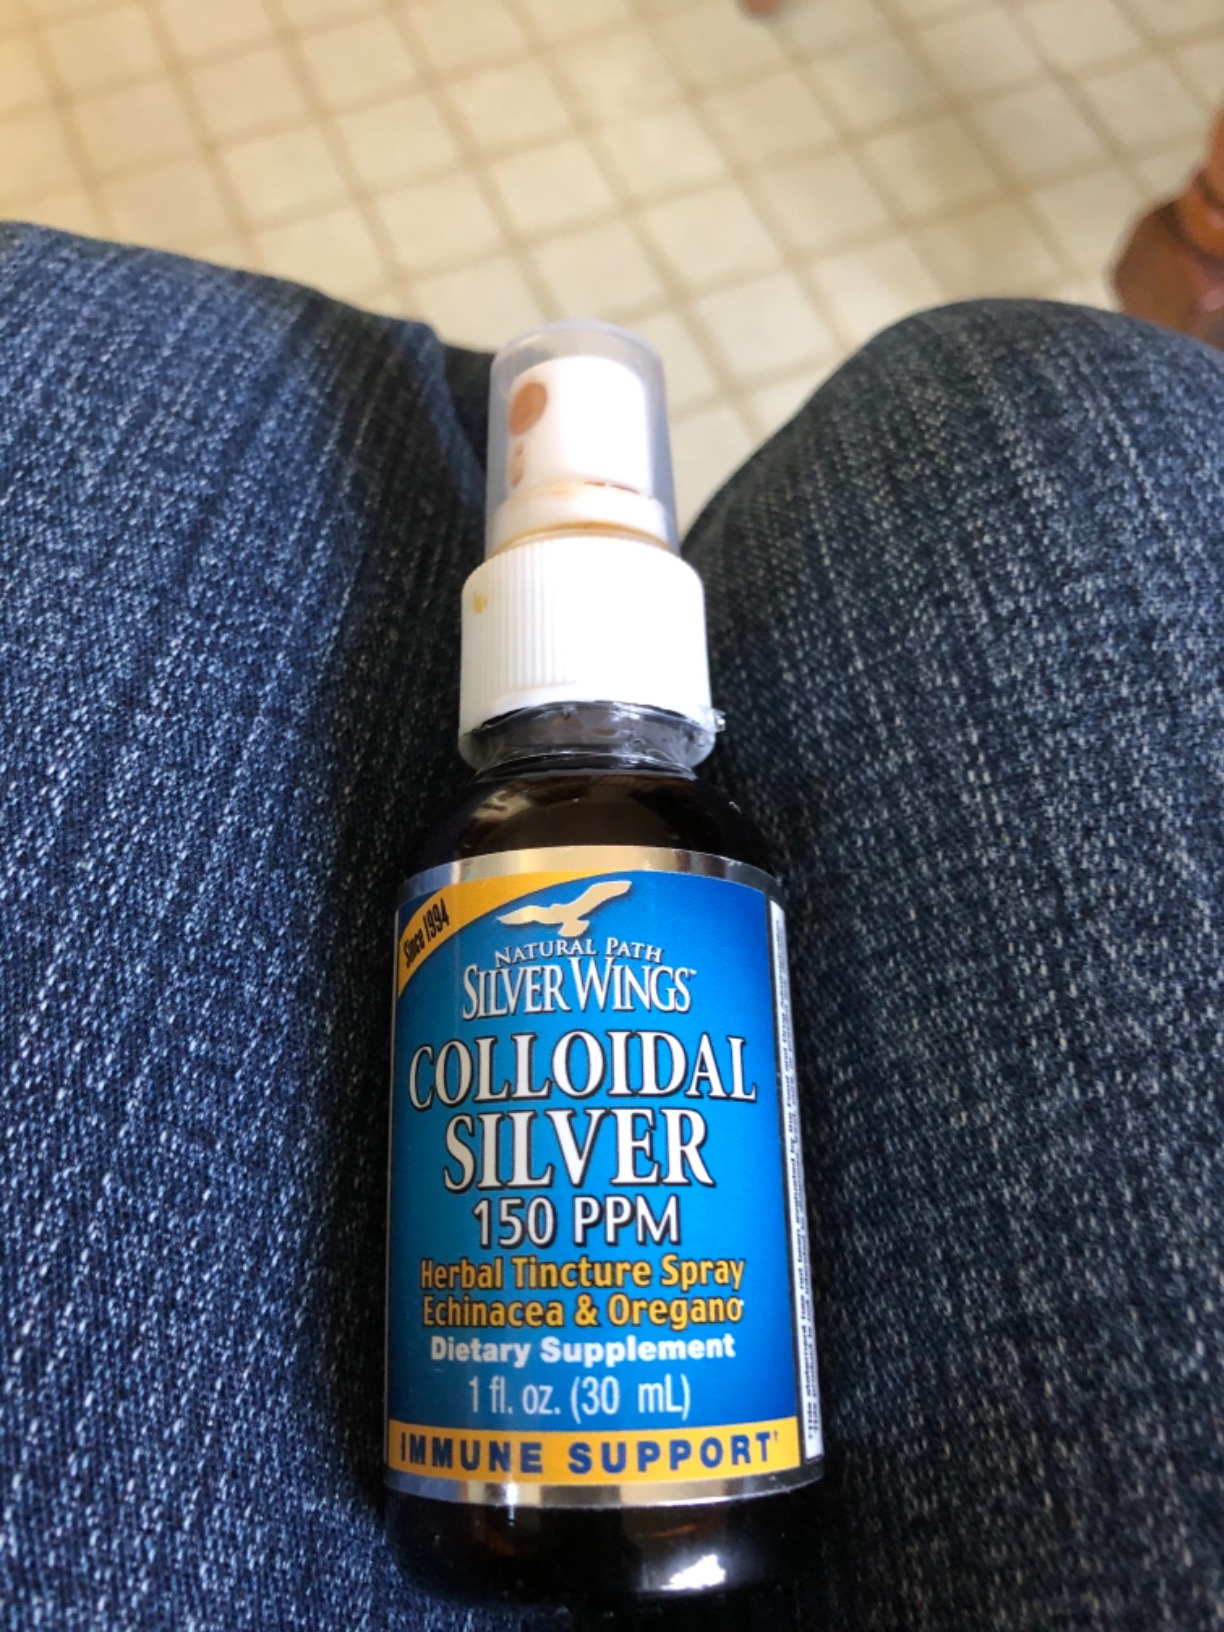 Since 1994
NATURAL PATH
SILVER WINGS™
COLLOIDAL
SILVER
150 PPM
Herbal Tincture Spray
Echinacea & Oregano
Dietary Supplement
1 fl. oz. (30 mL)
IMMUNE SUPPORT†